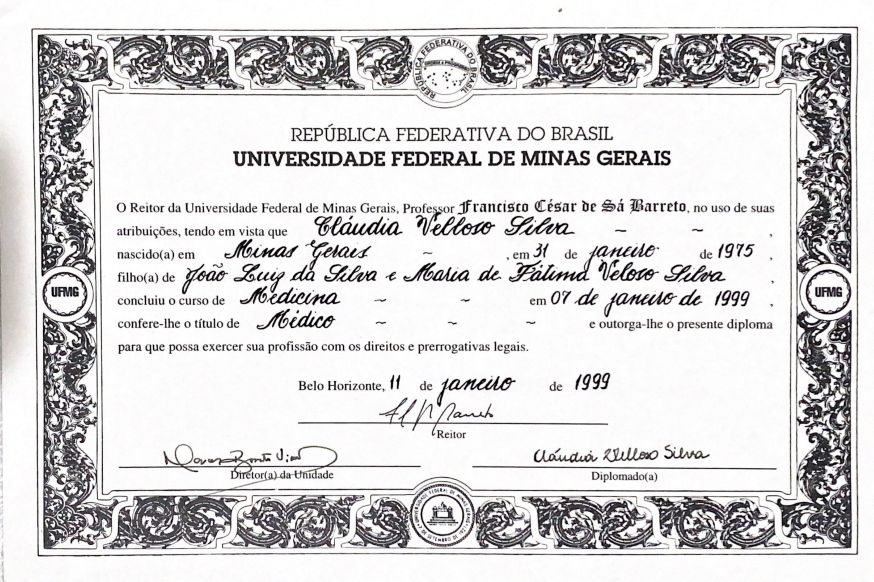 REPÚBLICA FEDERATIVA DO BRASIL
REPÚBLICA FEDERATIVA DO BRASIL
UNIVERSIDADE FEDERAL DE MINAS GERAIS
O Reitor da Universidade Federal de Minas Gerais, Professor Francisco César de Sá Barreto, no uso de suas
atribuições, tendo em vista que Cláudia Velloso Silva ~ ~ ,
nascido(a) em Minas Gerais ~ , em 31 de janeiro de 1975 ,
filho(a) de João Luiz da Silva e Maria de Fátima Veloso Silva ,
concluiu o curso de Medicina ~ ~ em 07 de janeiro de 1999 ,
confere-lhe o título de Médico ~ ~ ~ e outorga-lhe o presente diploma
para que possa exercer sua profissão com os direitos e prerrogativas legais.
UFMG
UFMG
Belo Horizonte, 11 de janeiro de 1999
Reitor
Cláudia Velloso Silva
Diretor(a) da Unidade
Diplomado(a)